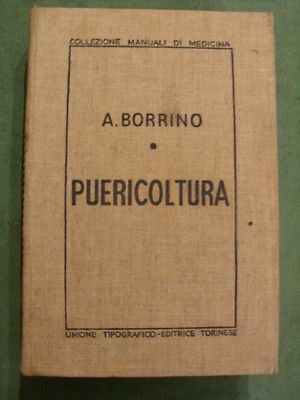 COLLEZIONE MANUALI DI MEDICINA
A. BORRINO
•
PUERICOLTURA
UNIONE TIPOGRAFICO-EDITRICE TORINESE